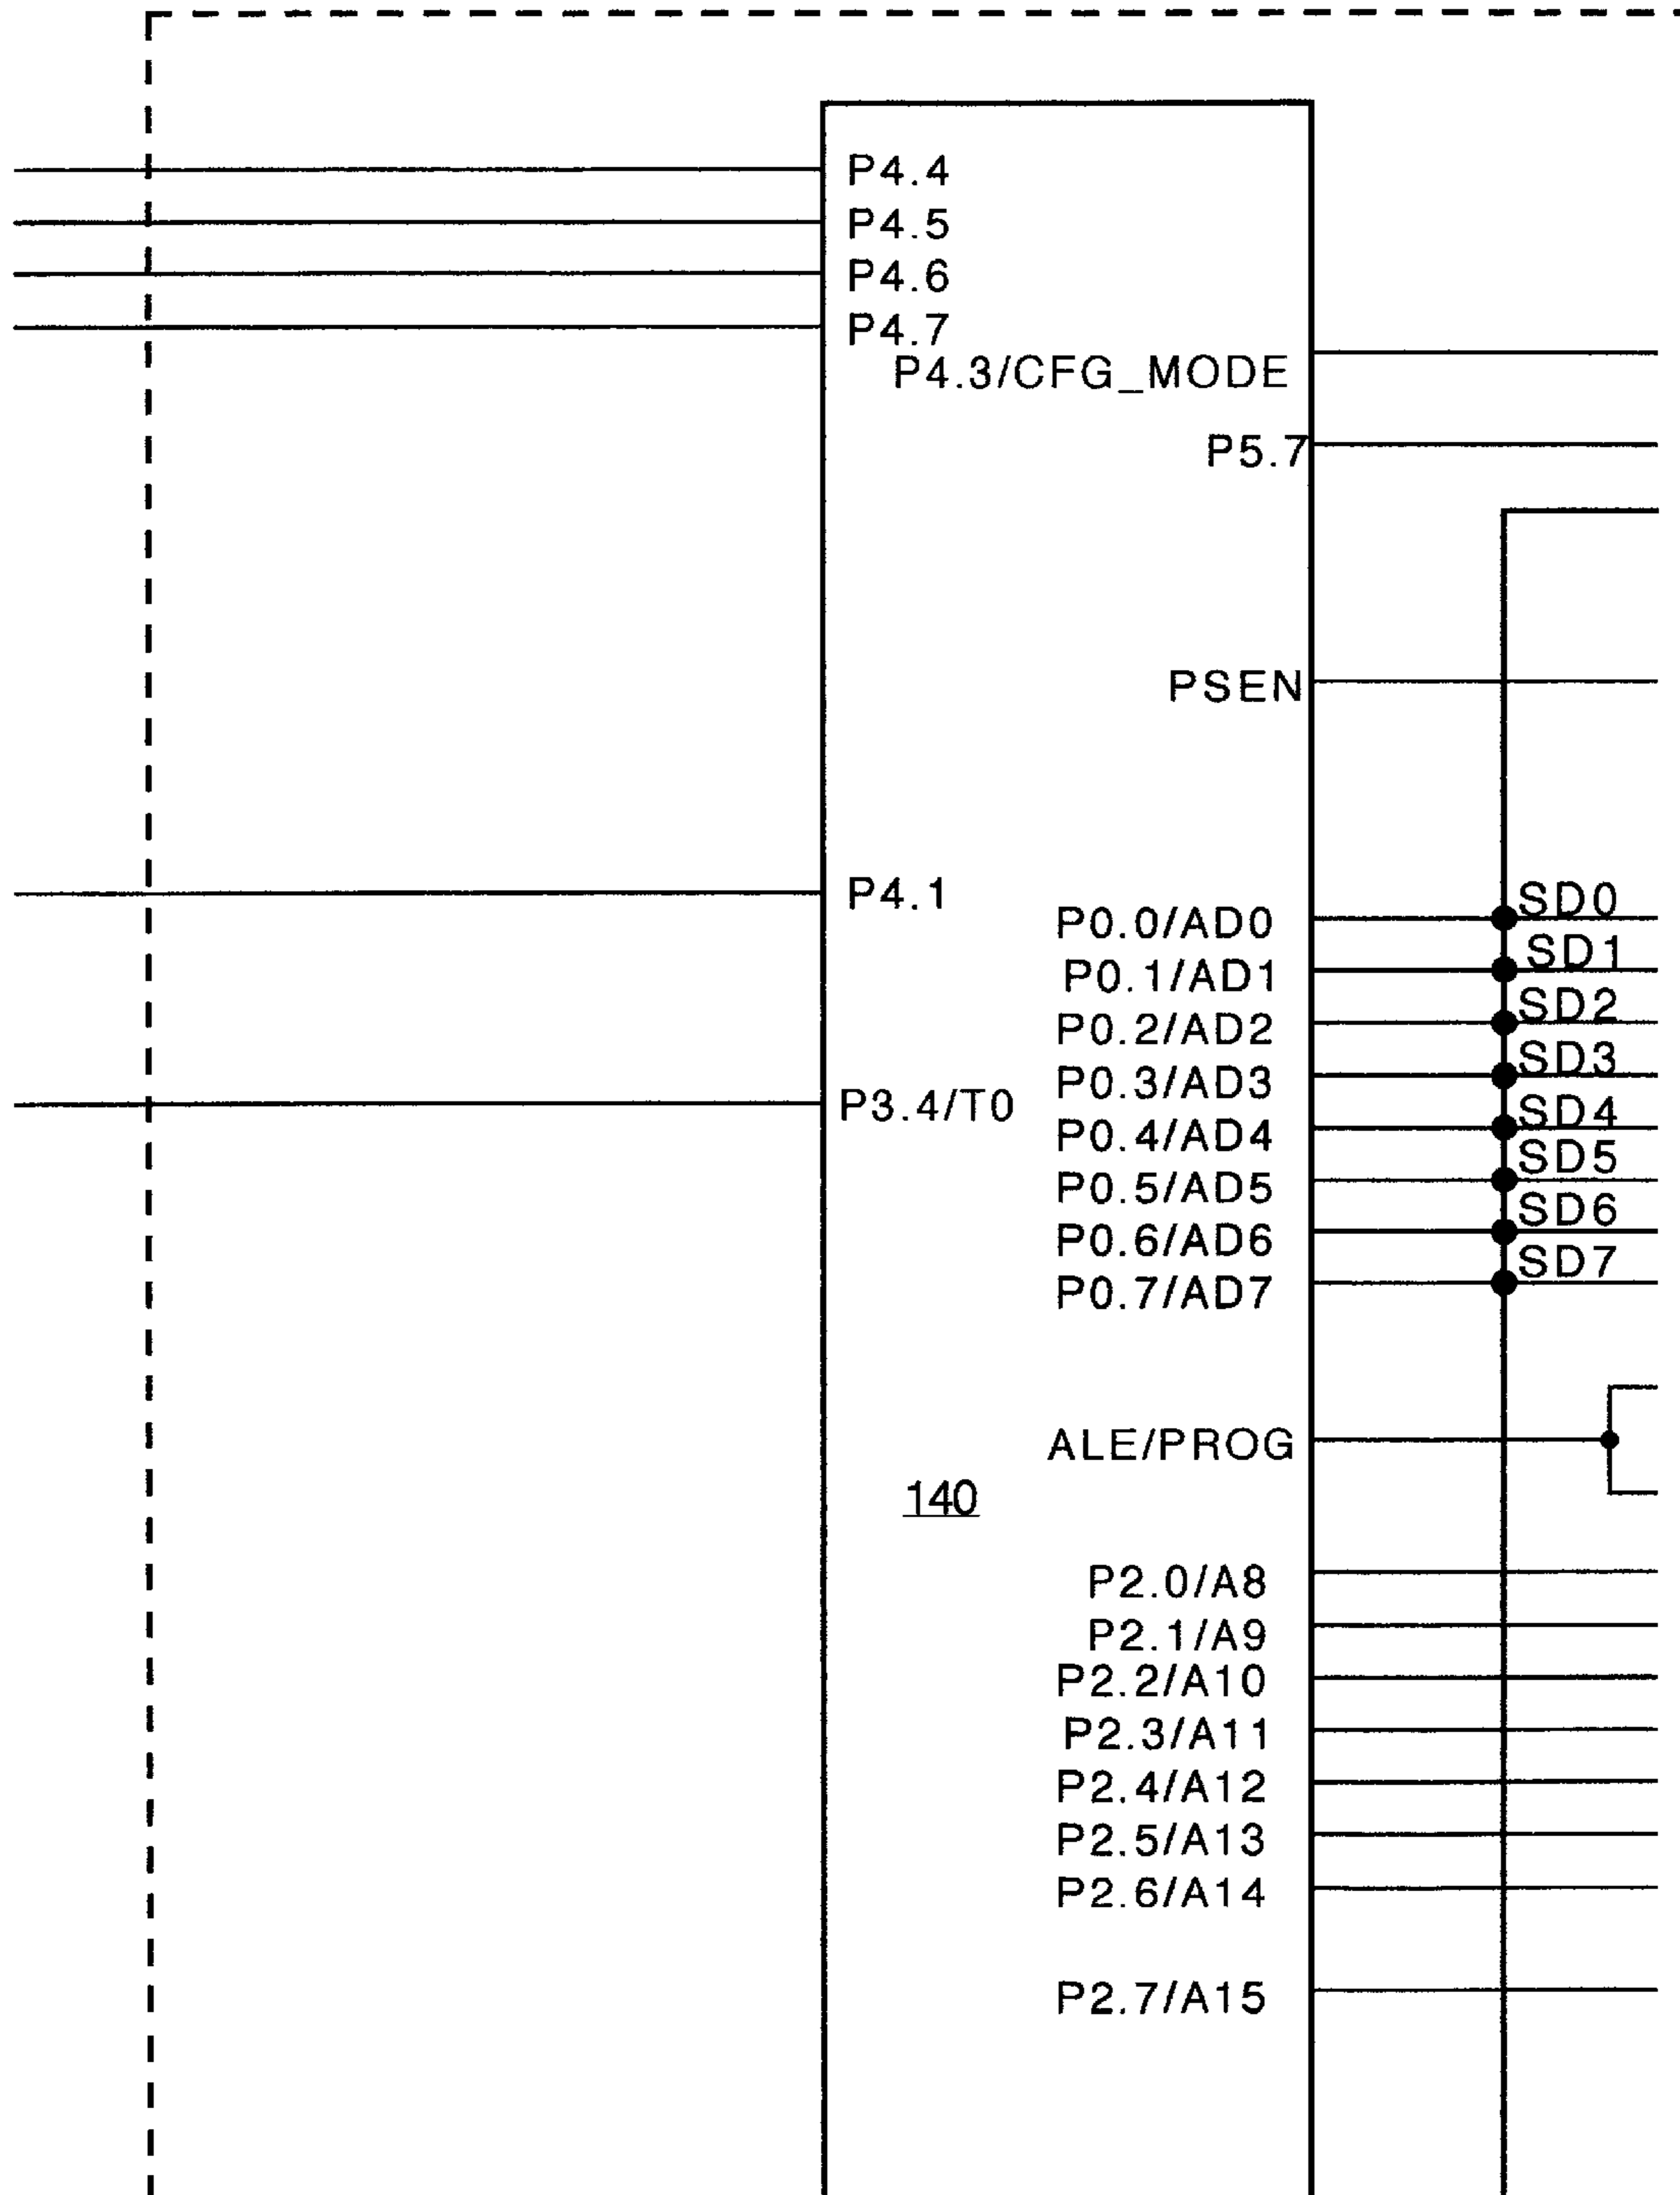 P4.4
P4.5
P4.6
P4.7
P4.3/CFG_MODE
P5.7
PSEN
P4.1
P0.0/AD0 SD0
P0.1/AD1 SD1
P0.2/AD2 SD2
P0.3/AD3 SD3
P3.4/T0
P0.4/AD4 SD4
P0.5/AD5 SD5
P0.6/AD6 SD6
P0.7/AD7 SD7
ALE/PROG
140
P2.0/A8
P2.1/A9
P2.2/A10
P2.3/A11
P2.4/A12
P2.5/A13
P2.6/A14
P2.7/A15